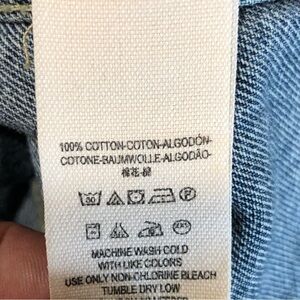 100% COTTON-COTON-ALGODÓN-
COTONE-BAUMWOLLE-ALGODÃO-
棉花-綿
30
MACHINE WASH COLD
WITH LIKE COLORS
USE ONLY NON-CHLORINE BLEACH
TUMBLE DRY LOW